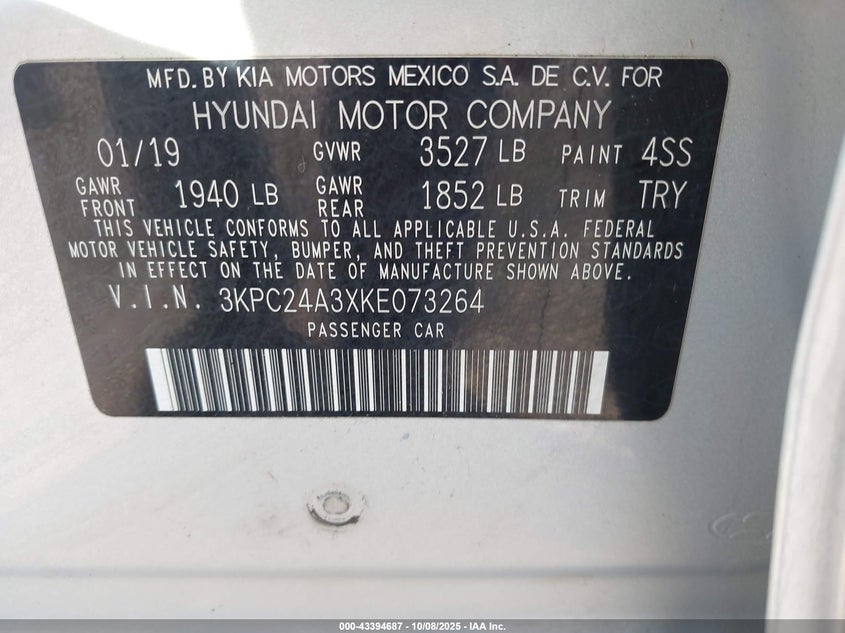 MFD. BY KIA MOTORS MEXICO S.A. DE C.V. FOR
HYUNDAI MOTOR COMPANY
01/19 GVWR 3527 LB PAINT 4SS
GAWR FRONT 1940 LB GAWR REAR 1852 LB TRIM TRY
THIS VEHICLE CONFORMS TO ALL APPLICABLE U.S.A. FEDERAL
MOTOR VEHICLE SAFETY, BUMPER, AND THEFT PREVENTION STANDARDS
IN EFFECT ON THE DATE OF MANUFACTURE SHOWN ABOVE.
V.I.N. 3KPC24A3XKE073264
PASSENGER CAR
000-43394687 - 10/08/2025 - IAA Inc.